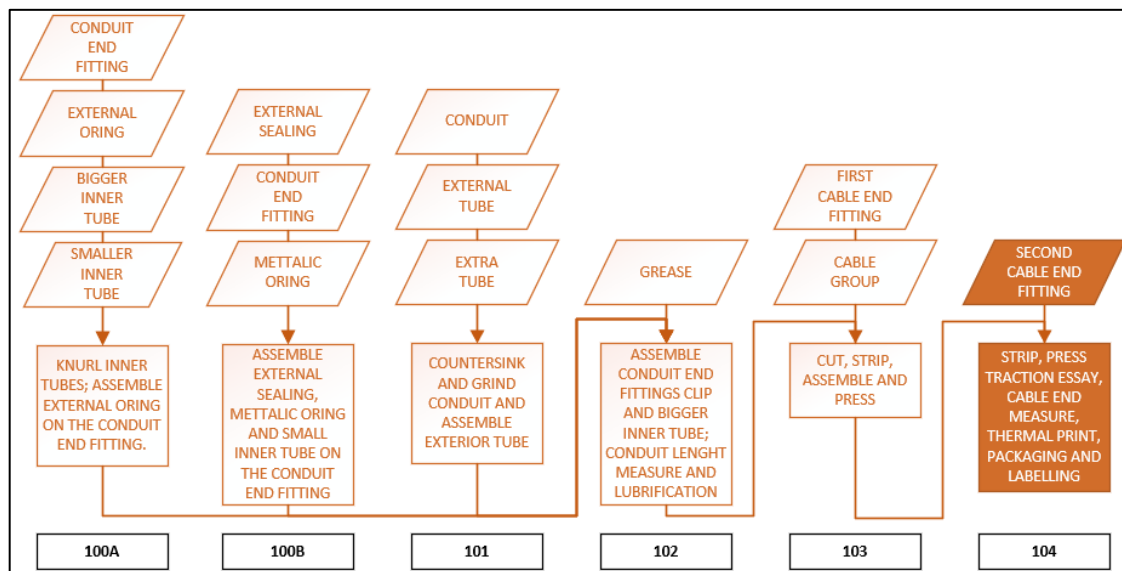 CONDUIT
END
FITTING
EXTERNAL
ORING
BIGGER
INNER
TUBE
SMALLER
INNER
TUBE
KNURL INNER
TUBES; ASSEMBLE
EXTERNAL ORING
ON THE CONDUIT
END FITTING.
100A
EXTERNAL
SEALING
CONDUIT
END
FITTING
METTALIC
ORING
ASSEMBLE
EXTERNAL
SEALING,
METTALIC ORING
AND SMALL
INNER TUBE ON
THE CONDUIT
END FITTING
100B
CONDUIT
EXTERNAL
TUBE
EXTRA
TUBE
COUNTERSINK
AND GRIND
CONDUIT AND
ASSEMBLE
EXTERIOR TUBE
101
GREASE
ASSEMBLE
CONDUIT END
FITTINGS CLIP
AND BIGGER
INNER TUBE;
CONDUIT LENGHT
MEASURE AND
LUBRIFICATION
102
FIRST
CABLE END
FITTING
CABLE
GROUP
CUT, STRIP,
ASSEMBLE AND
PRESS
103
SECOND
CABLE END
FITTING
STRIP, PRESS
TRACTION ESSAY,
CABLE END
MEASURE,
THERMAL PRINT,
PACKAGING AND
LABELLING
104